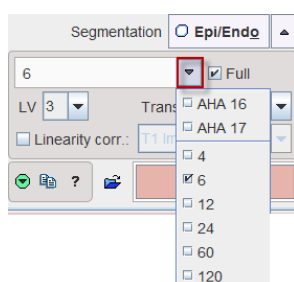 Segmentation Epi/Endo
6 Full
LV 3 Trans
AHA 16
AHA 17
Linearity corr.: T1 Im
4
6
?
12
24
60
120